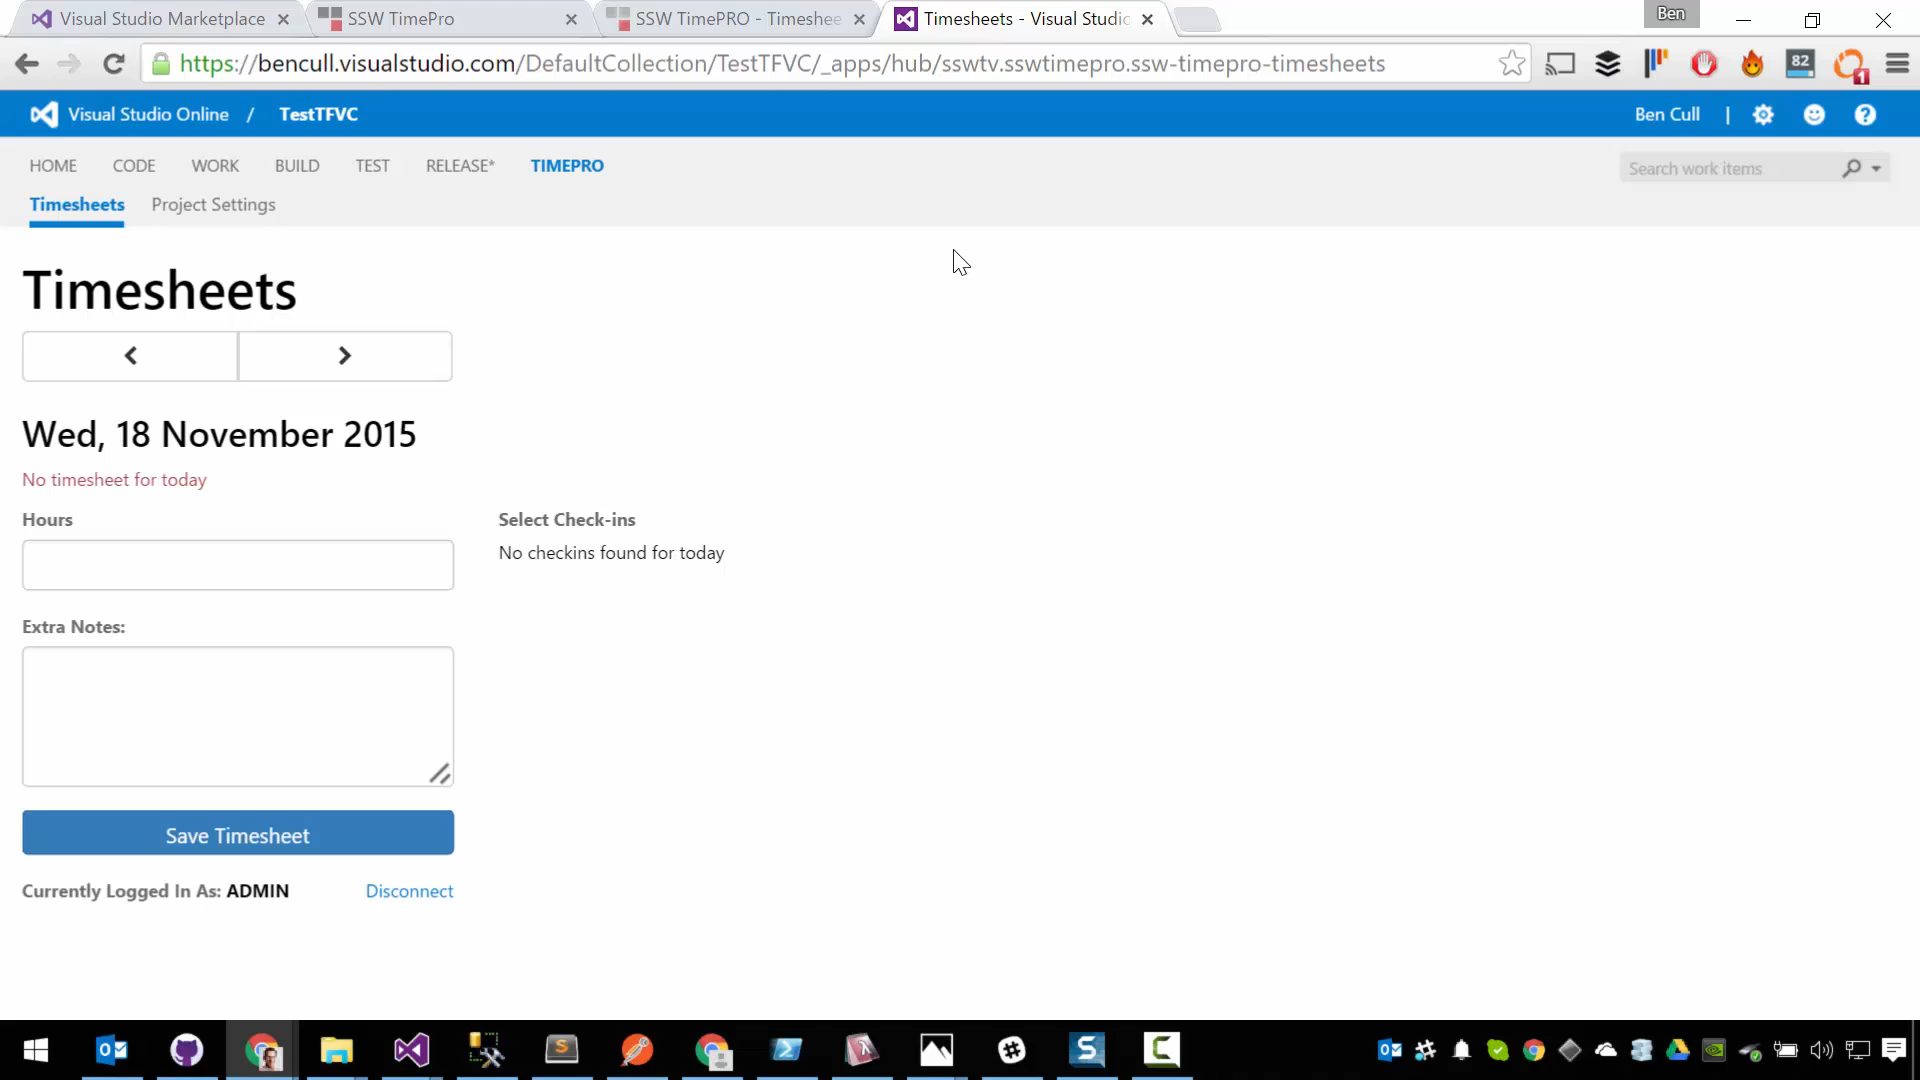 Visual Studio Marketplace
SSW TimePro
SSW TimePRO - Timeshee
Timesheets - Visual Studic
Ben
https://bencull.visualstudio.com/DefaultCollection/TestTFVC/_apps/hub/sswtv.sswtimepro.ssw-timepro-timesheets
82
1
Visual Studio Online / TestTFVC
Ben Cull |
HOME CODE WORK BUILD TEST RELEASE* TIMEPRO
Search work items
Timesheets Project Settings
Timesheets
Wed, 18 November 2015
No timesheet for today
Hours
Select Check-ins
No checkins found for today
Extra Notes:
Save Timesheet
Currently Logged In As: ADMIN
Disconnect